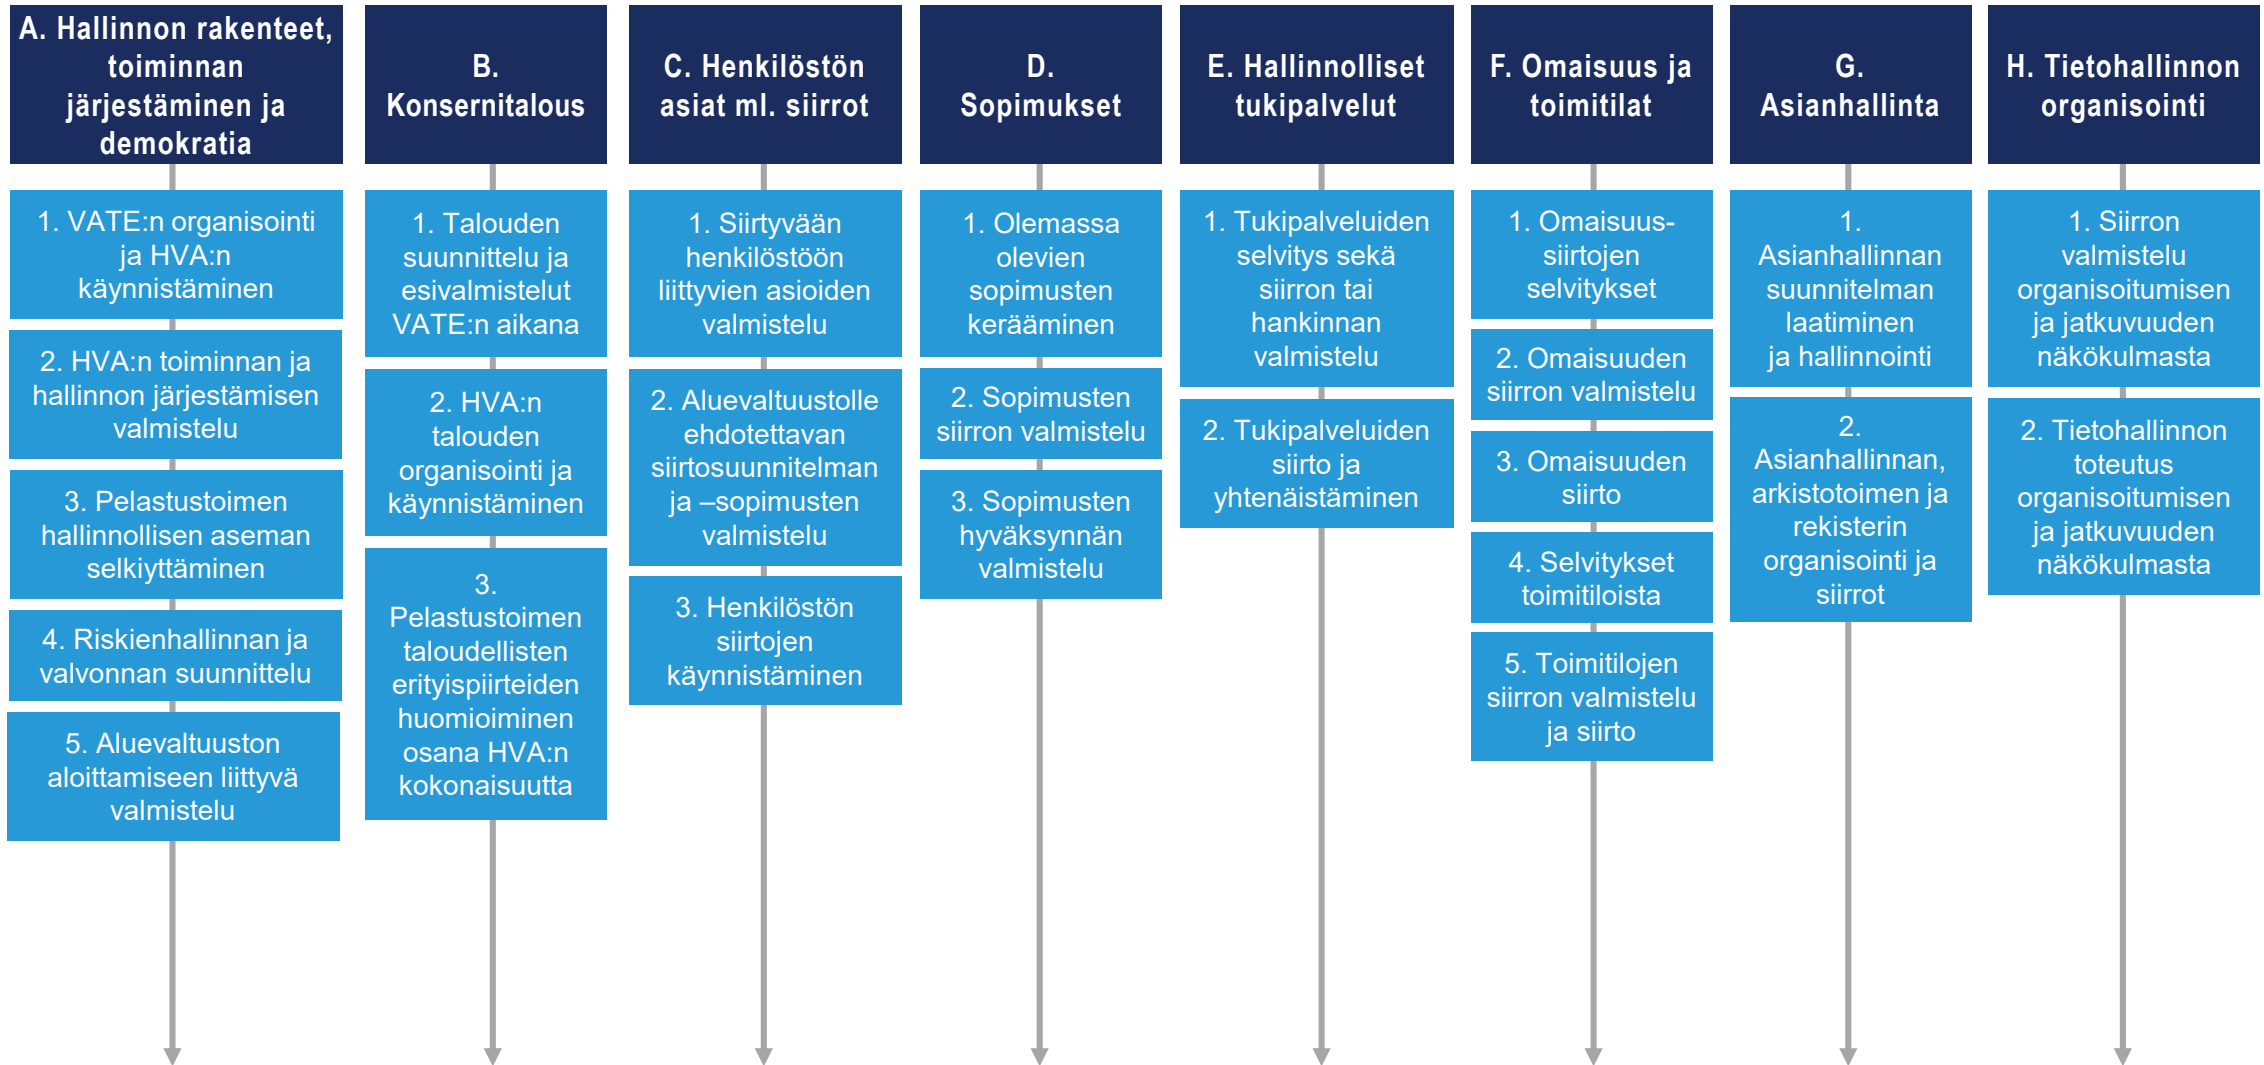 A. Hallinnon rakenteet,
toiminnan
järjestäminen ja
demokratia
1. VATE:n organisointi
ja HVA:n
käynnistäminen
2. HVA:n toiminnan ja
hallinnon järjestämisen
valmistelu
3. Pelastustoimen
hallinnollisen aseman
selkiyttäminen
4. Riskienhallinnan ja
valvonnan suunnittelu
5. Aluevaltuuston
aloittamiseen liittyvä
valmistelu
B.
Konsernitalous
1. Talouden
suunnittelu ja
esivalmistelut
VATE:n aikana
2. HVA:n
talouden
organisointi ja
käynnistäminen
3.
Pelastustoimen
taloudellisten
erityispiirteiden
huomioiminen
osana HVA:n
kokonaisuutta
C. Henkilöstön
asiat ml. siirrot
1. Siirtyvään
henkilöstöön
liittyvien asioiden
valmistelu
2. Aluevaltuustolle
ehdotettavan
siirtosuunnitelman
ja –sopimusten
valmistelu
3. Henkilöstön
siirtojen
käynnistäminen
D.
Sopimukset
1. Olemassa
olevien
sopimusten
kerääminen
2. Sopimusten
siirron valmistelu
3. Sopimusten
hyväksynnän
valmistelu
E. Hallinnolliset
tukipalvelut
1. Tukipalveluiden
selvitys sekä
siirron tai
hankinnan
valmistelu
2. Tukipalveluiden
siirto ja
yhtenäistäminen
F. Omaisuus ja
toimitilat
1. Omaisuus-
siirtojen
selvitykset
2. Omaisuuden
siirron valmistelu
3. Omaisuuden
siirto
4. Selvitykset
toimitiloista
5. Toimitilojen
siirron valmistelu
ja siirto
G.
Asianhallinta
1.
Asianhallinnan
suunnitelman
laatiminen
ja hallinnointi
2.
Asianhallinnan,
arkistotoimen ja
rekisterin
organisointi ja
siirrot
H. Tietohallinnon
organisointi
1. Siirron
valmistelu
organisoitumisen
ja jatkuvuuden
näkökulmasta
2. Tietohallinnon
toteutus
organisoitumisen
ja jatkuvuuden
näkökulmasta